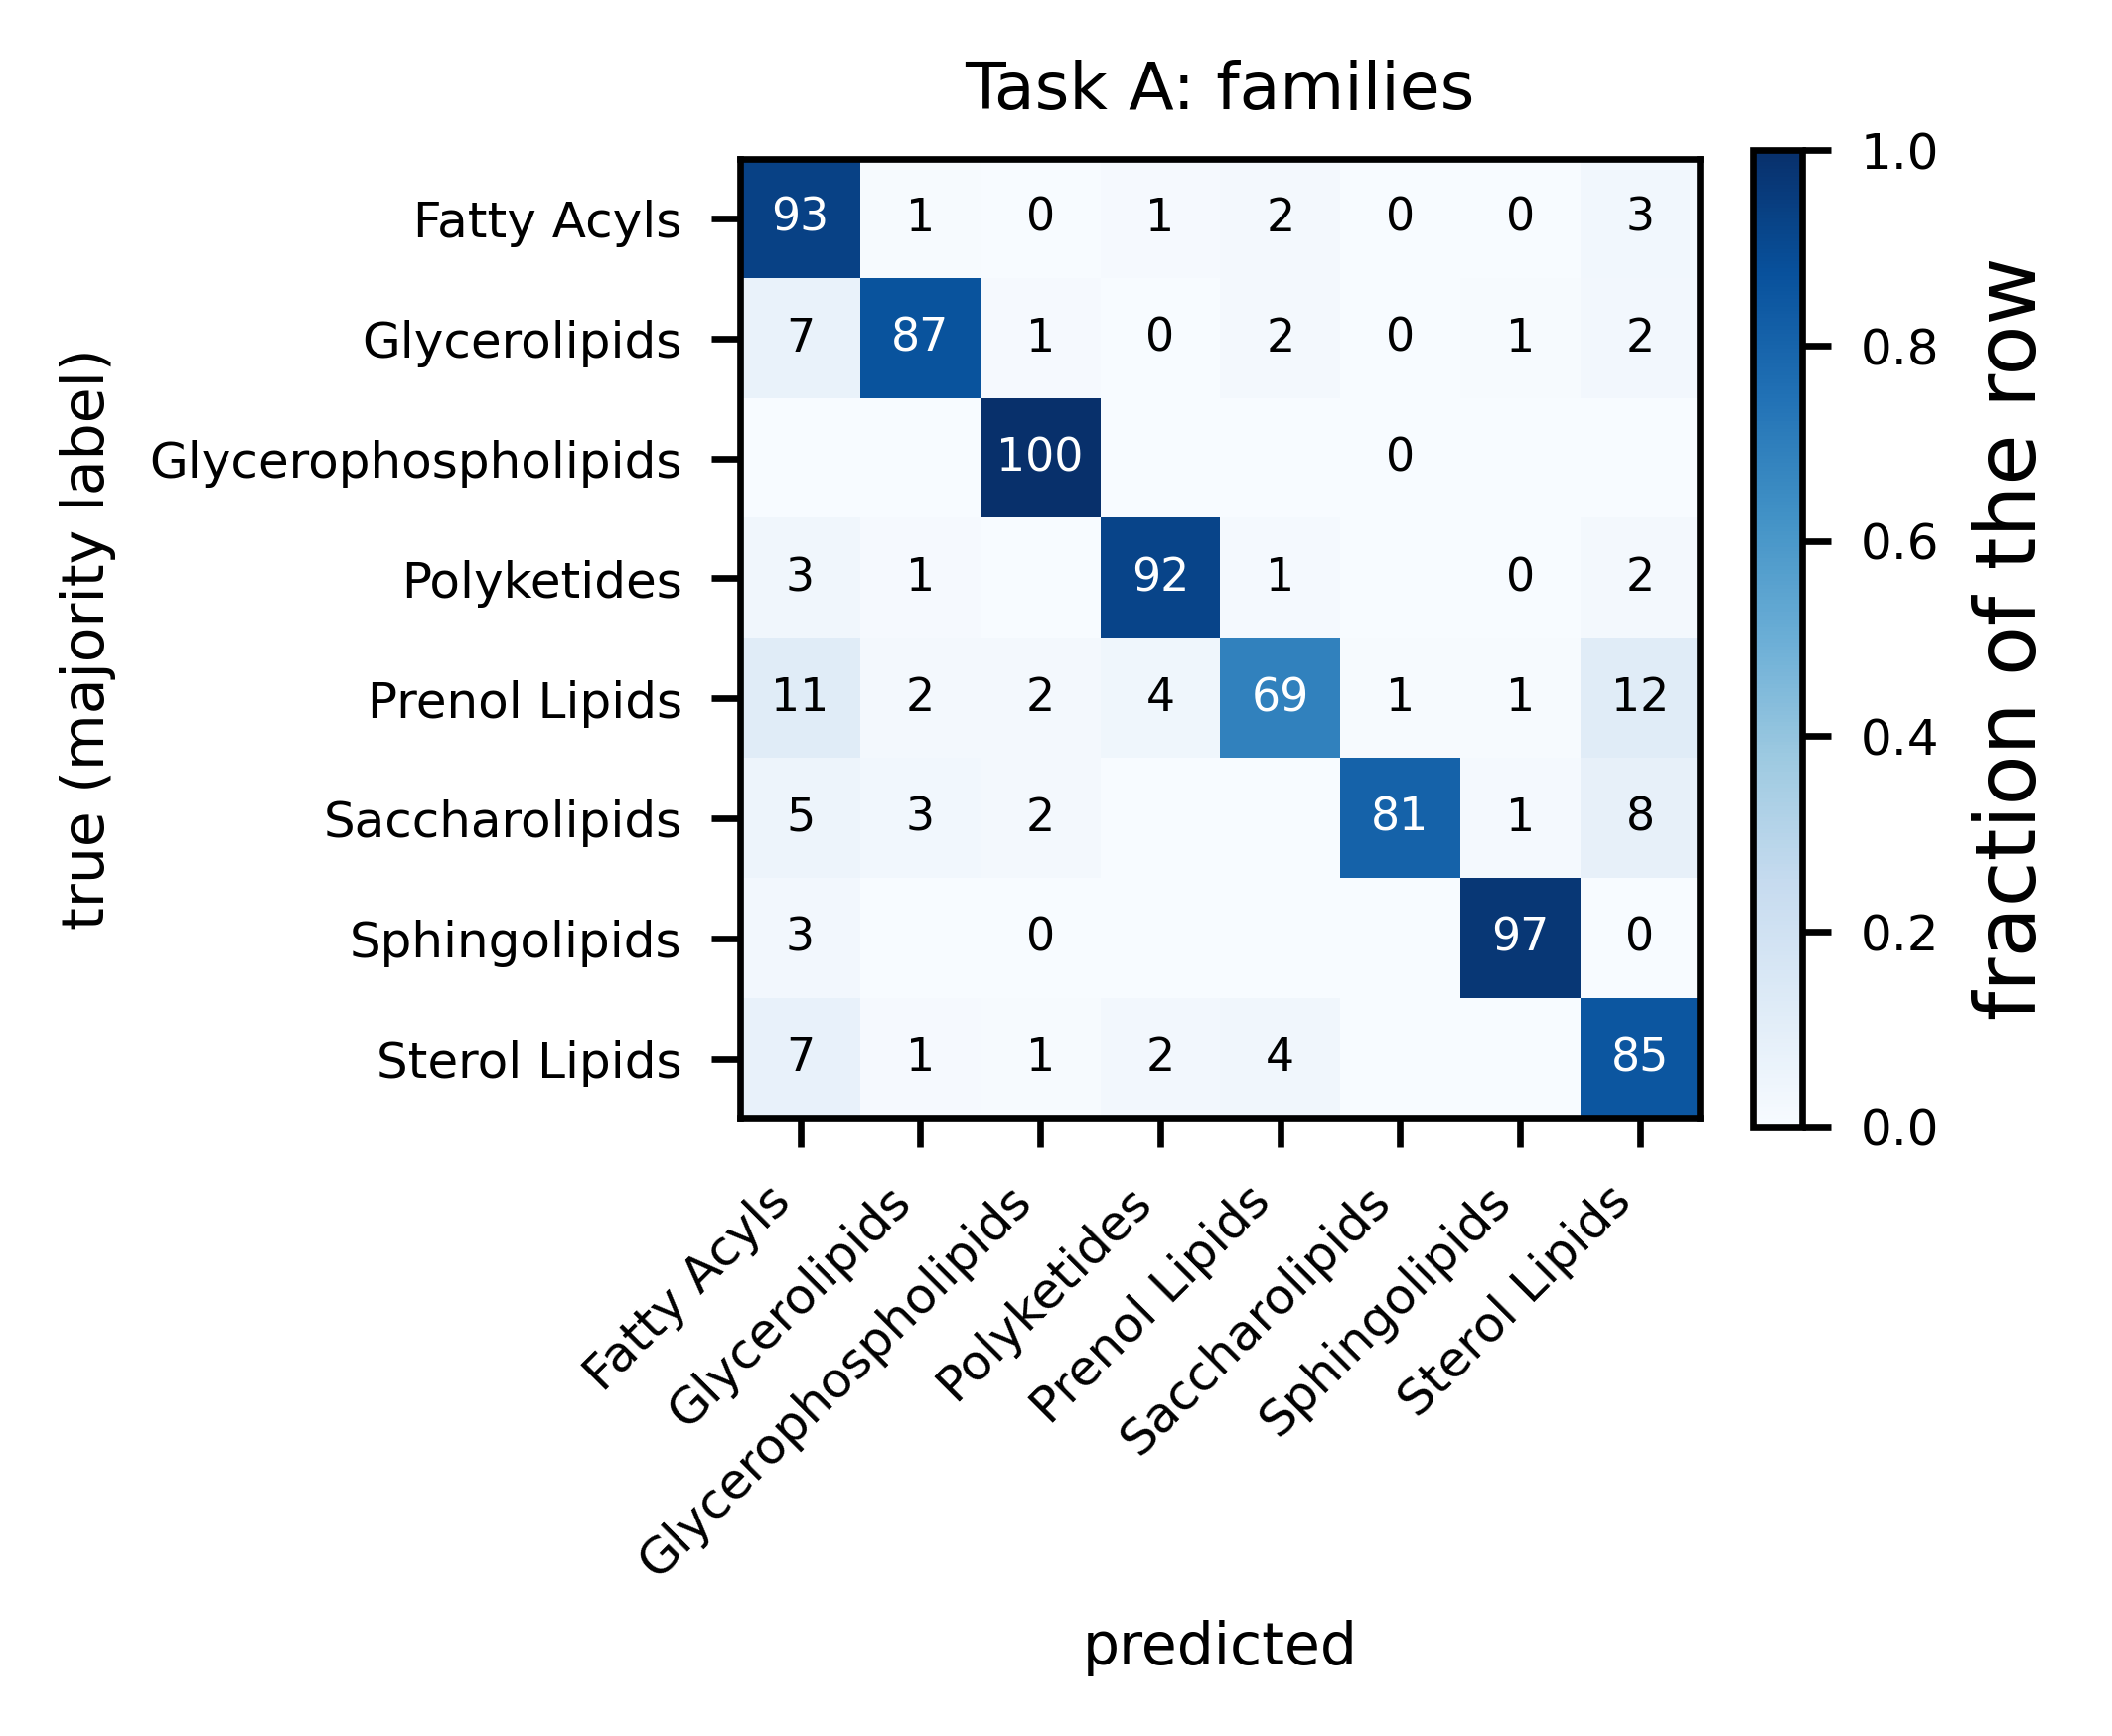 Task A: families
true (majority label)
Fatty Acyls 93 1 0 1 2 0 0 3
Glycerolipids 7 87 1 0 2 0 1 2
Glycerophospholipids 100 0
Polyketides 3 1 92 1 0 2
Prenol Lipids 11 2 2 4 69 1 1 12
Saccharolipids 5 3 2 81 1 8
Sphingolipids 3 0 97 0
Sterol Lipids 7 1 1 2 4 85
Fatty Acyls
Glycerolipids
Glycerophospholipids
Polyketides
Prenol Lipids
Saccharolipids
Sphingolipids
Sterol Lipids
predicted
1.0
0.8
0.6
0.4
0.2
0.0
fraction of the row